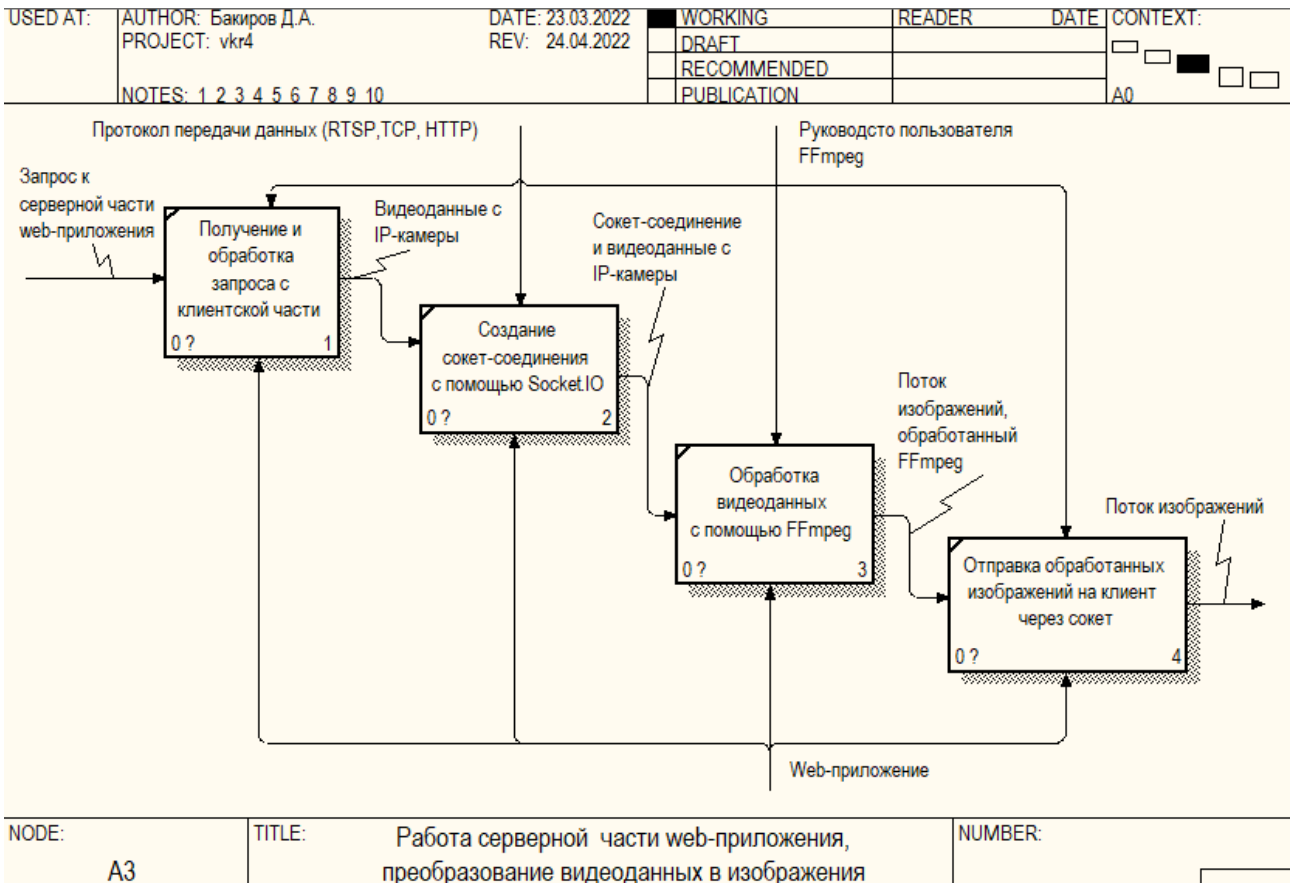 USED AT:
AUTHOR: Бакиров Д.А.
DATE: 23.03.2022
PROJECT: vkr4
REV: 24.04.2022
NOTES: 1 2 3 4 5 6 7 8 9 10
WORKING
DRAFT
RECOMMENDED
PUBLICATION
READER
DATE
CONTEXT:
A0
Протокол передачи данных (RTSP,TCP, HTTP)
Руководсто пользователя
FFmpeg
Запрос к
серверной части
web-приложения
Получение и
обработка
запроса с
клиентской части
0 ?
1
Видеоданные с
IP-камеры
Создание
сокет-соединения
с помощью Socket.IO
0 ?
2
Сокет-соединение
и видеоданные с
IP-камеры
Обработка
видеоданных
с помощью FFmpeg
0 ?
3
Поток
изображений,
обработанный
FFmpeg
Отправка обработанных
изображений на клиент
через сокет
0 ?
4
Поток изображений
Web-приложение
NODE:
A3
TITLE:
Работа серверной части web-приложения,
преобразование видеоданных в изображения
NUMBER: